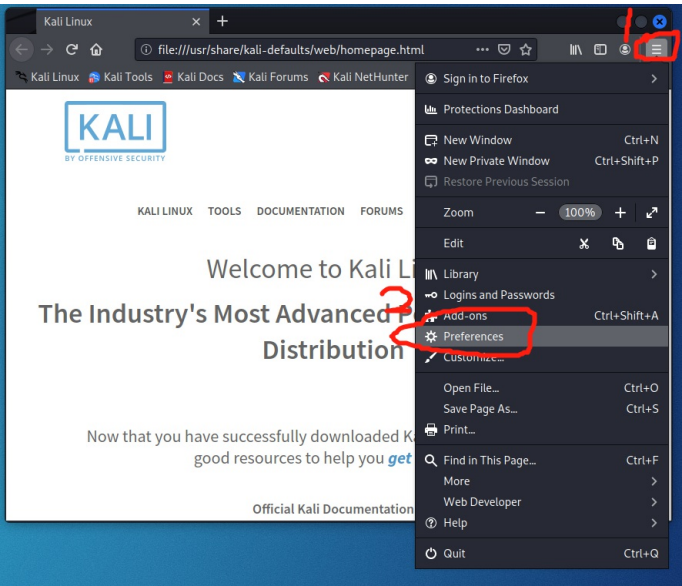 Kali Linux
file:///usr/share/kali-defaults/web/homepage.html
Kali Linux Kali Tools Kali Docs Kali Forums Kali NetHunter
KALI
BY OFFENSIVE SECURITY
KALI LINUX TOOLS DOCUMENTATION FORUMS
Welcome to Kali Li
The Industry's Most Advanced P
Distribution
Now that you have successfully downloaded Ka
good resources to help you get
Official Kali Documentation
Sign in to Firefox
Protections Dashboard
New Window Ctrl+N
New Private Window Ctrl+Shift+P
Restore Previous Session
Zoom − 100% +
Edit
Library
Logins and Passwords
Add-ons Ctrl+Shift+A
Preferences
Customize...
Open File... Ctrl+O
Save Page As... Ctrl+S
Print...
Find in This Page... Ctrl+F
More
Web Developer
Help
Quit Ctrl+Q